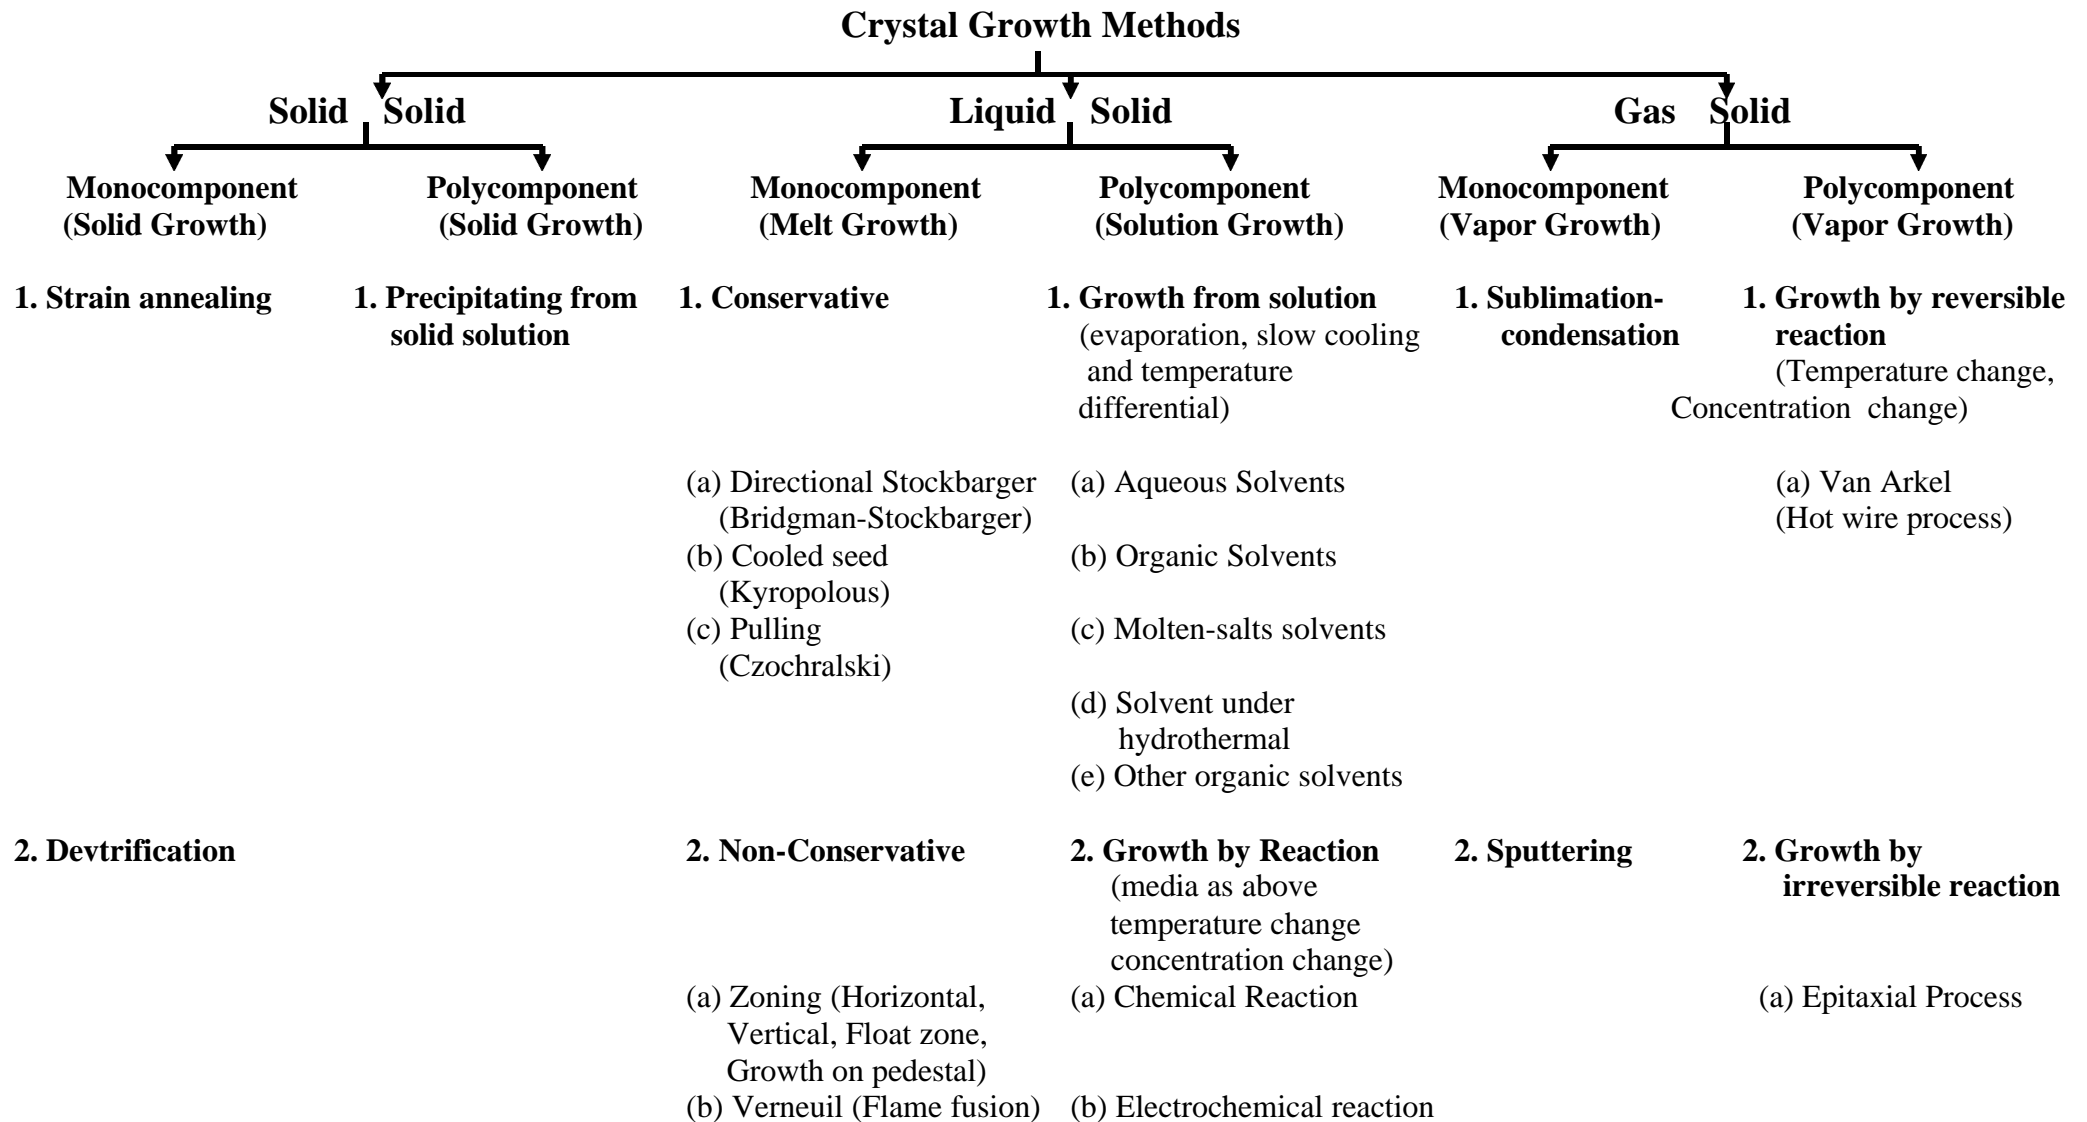 Crystal Growth Methods
Solid Solid
Liquid Solid
Gas Solid
Monocomponent
(Solid Growth)
Polycomponent
(Solid Growth)
Monocomponent
(Melt Growth)
Polycomponent
(Solution Growth)
Monocomponent
(Vapor Growth)
Polycomponent
(Vapor Growth)
1. Strain annealing
1. Precipitating from
solid solution
1. Conservative
1. Growth from solution
(evaporation, slow cooling
and temperature
differential)
1. Sublimation-
condensation
1. Growth by reversible
reaction
(Temperature change,
Concentration change)
(a) Directional Stockbarger
(Bridgman-Stockbarger)
(b) Cooled seed
(Kyropolous)
(c) Pulling
(Czochralski)
(a) Aqueous Solvents
(b) Organic Solvents
(c) Molten-salts solvents
(d) Solvent under
hydrothermal
(e) Other organic solvents
(a) Van Arkel
(Hot wire process)
2. Devtrification
2. Non-Conservative
2. Growth by Reaction
(media as above
temperature change
concentration change)
2. Sputtering
2. Growth by
irreversible reaction
(a) Zoning (Horizontal,
Vertical, Float zone,
Growth on pedestal)
(b) Verneuil (Flame fusion)
(a) Chemical Reaction
(b) Electrochemical reaction
(a) Epitaxial Process